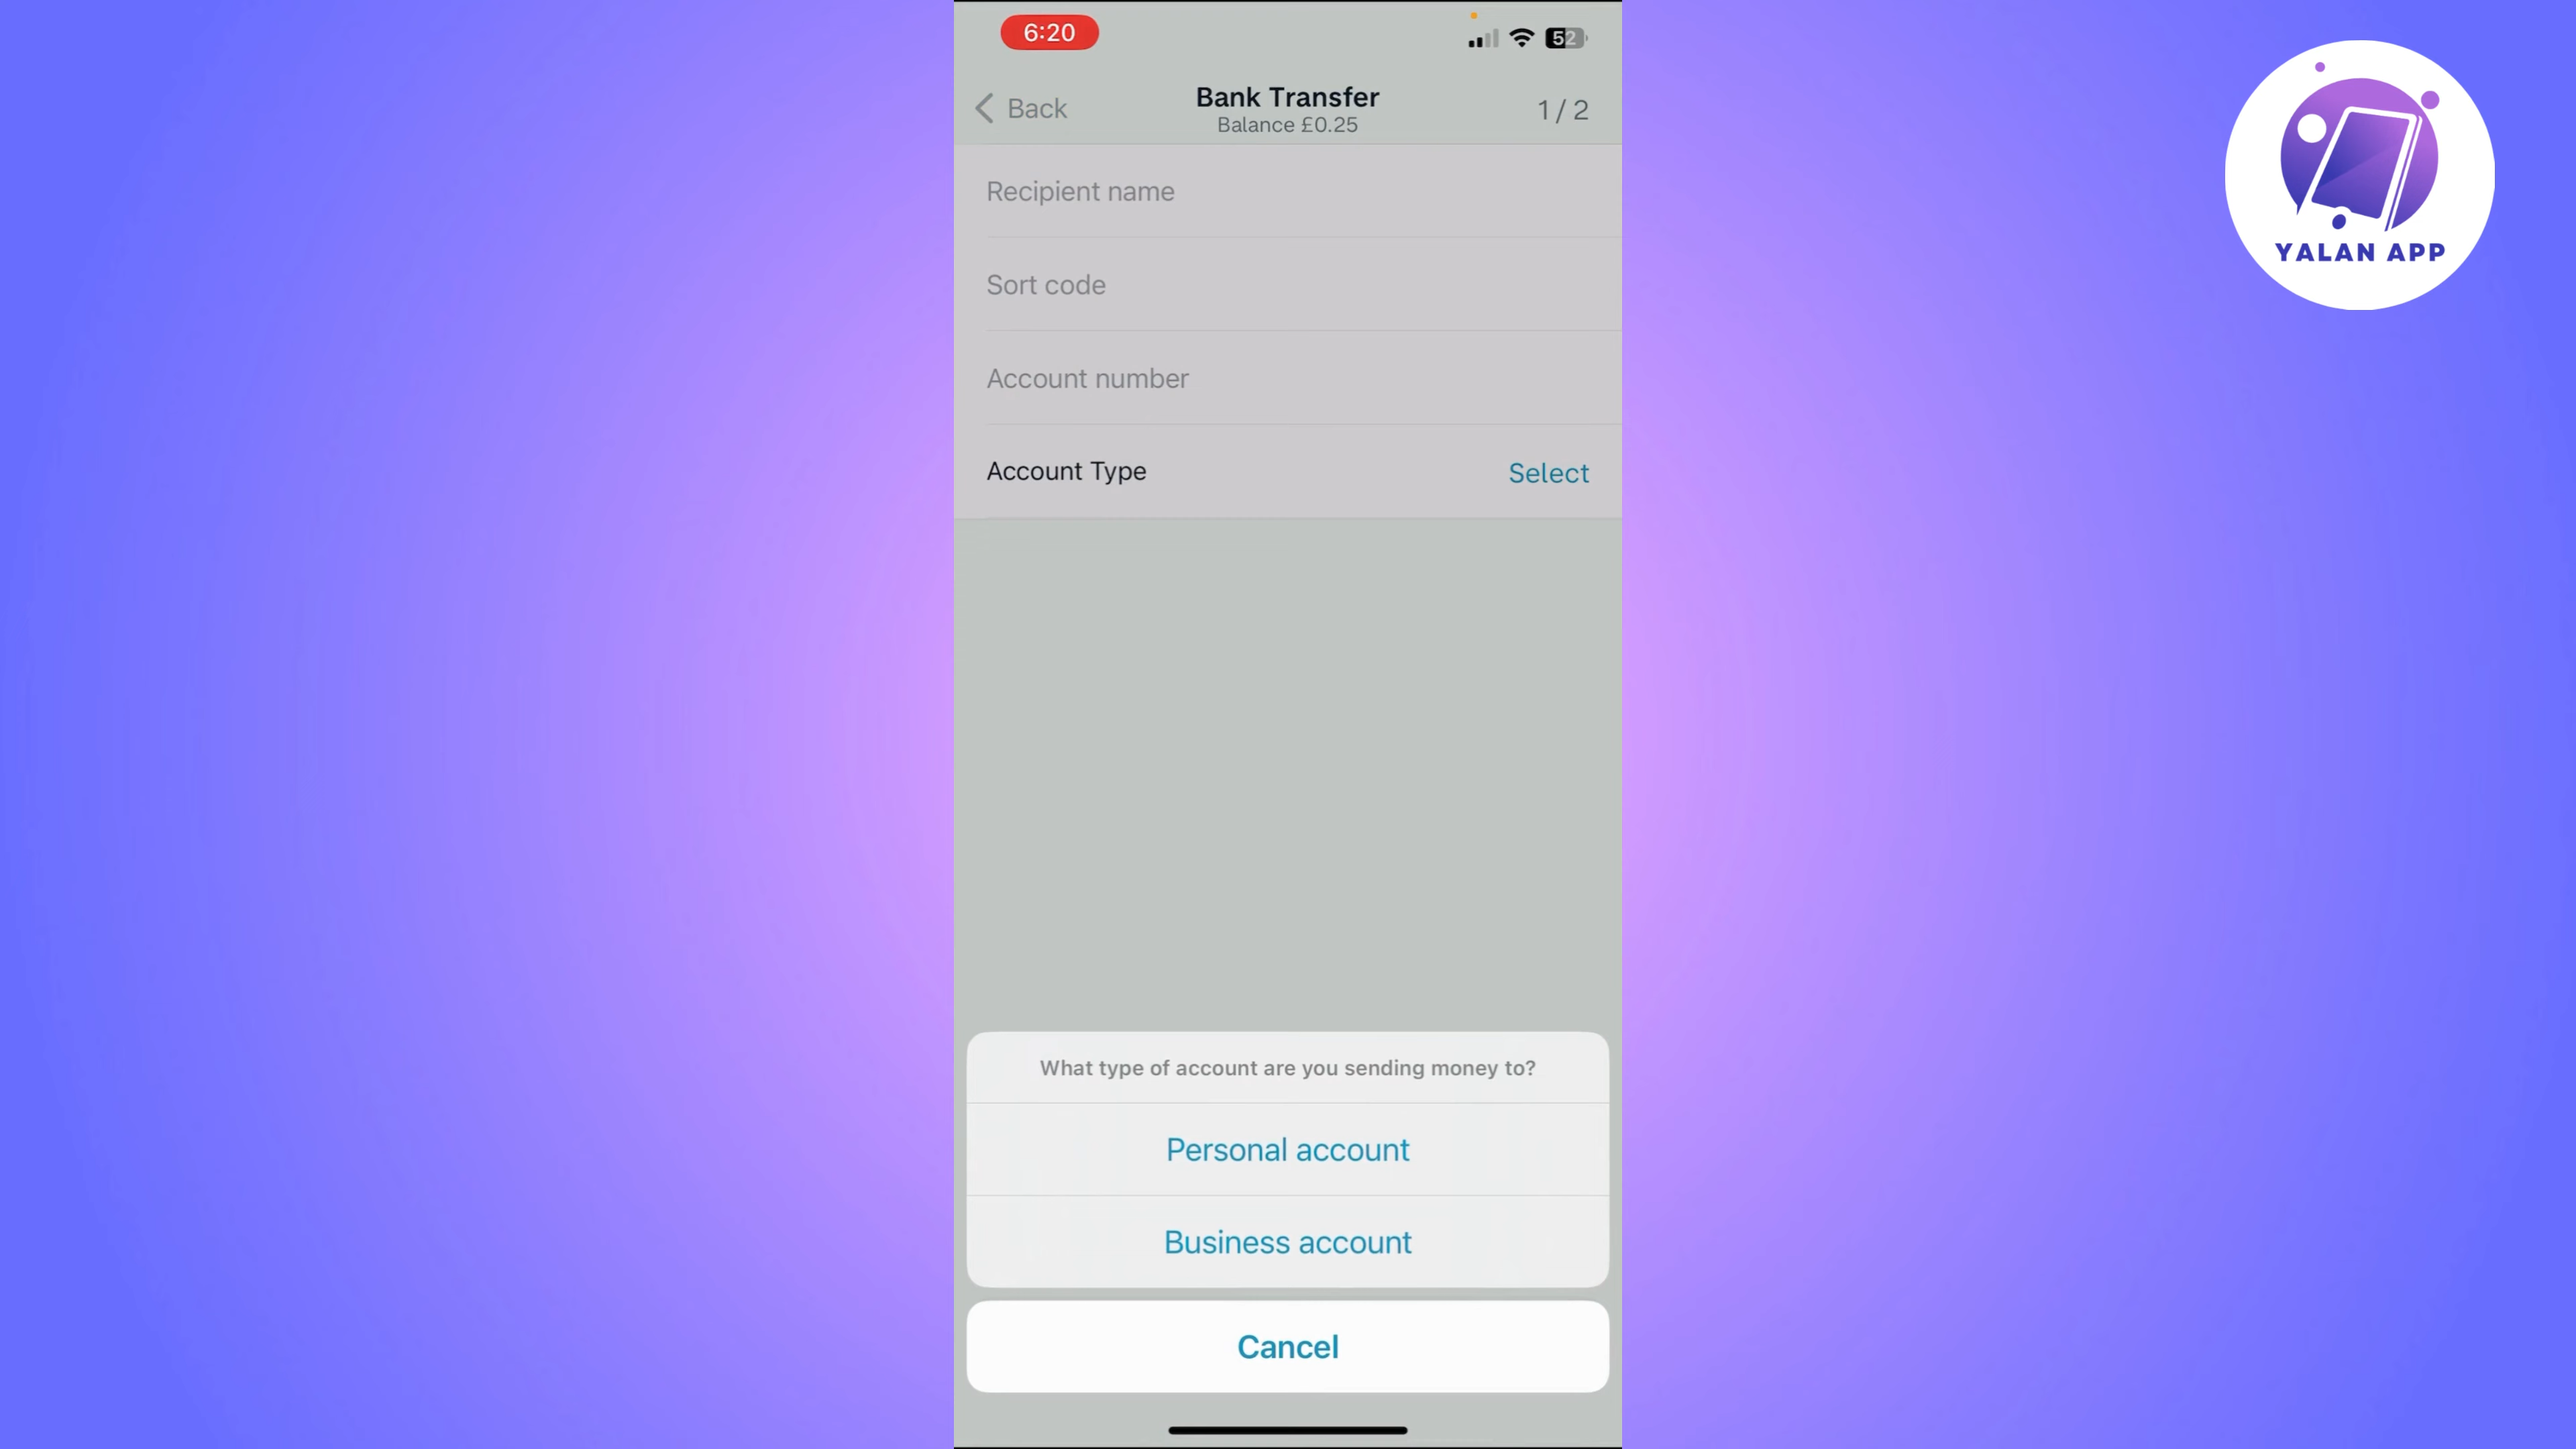 6:20
52
Back
Bank Transfer
1 / 2
Balance £0.25
Recipient name
Sort code
Account number
Account Type
Select
What type of account are you sending money to?
Personal account
Business account
Cancel
YALAN APP